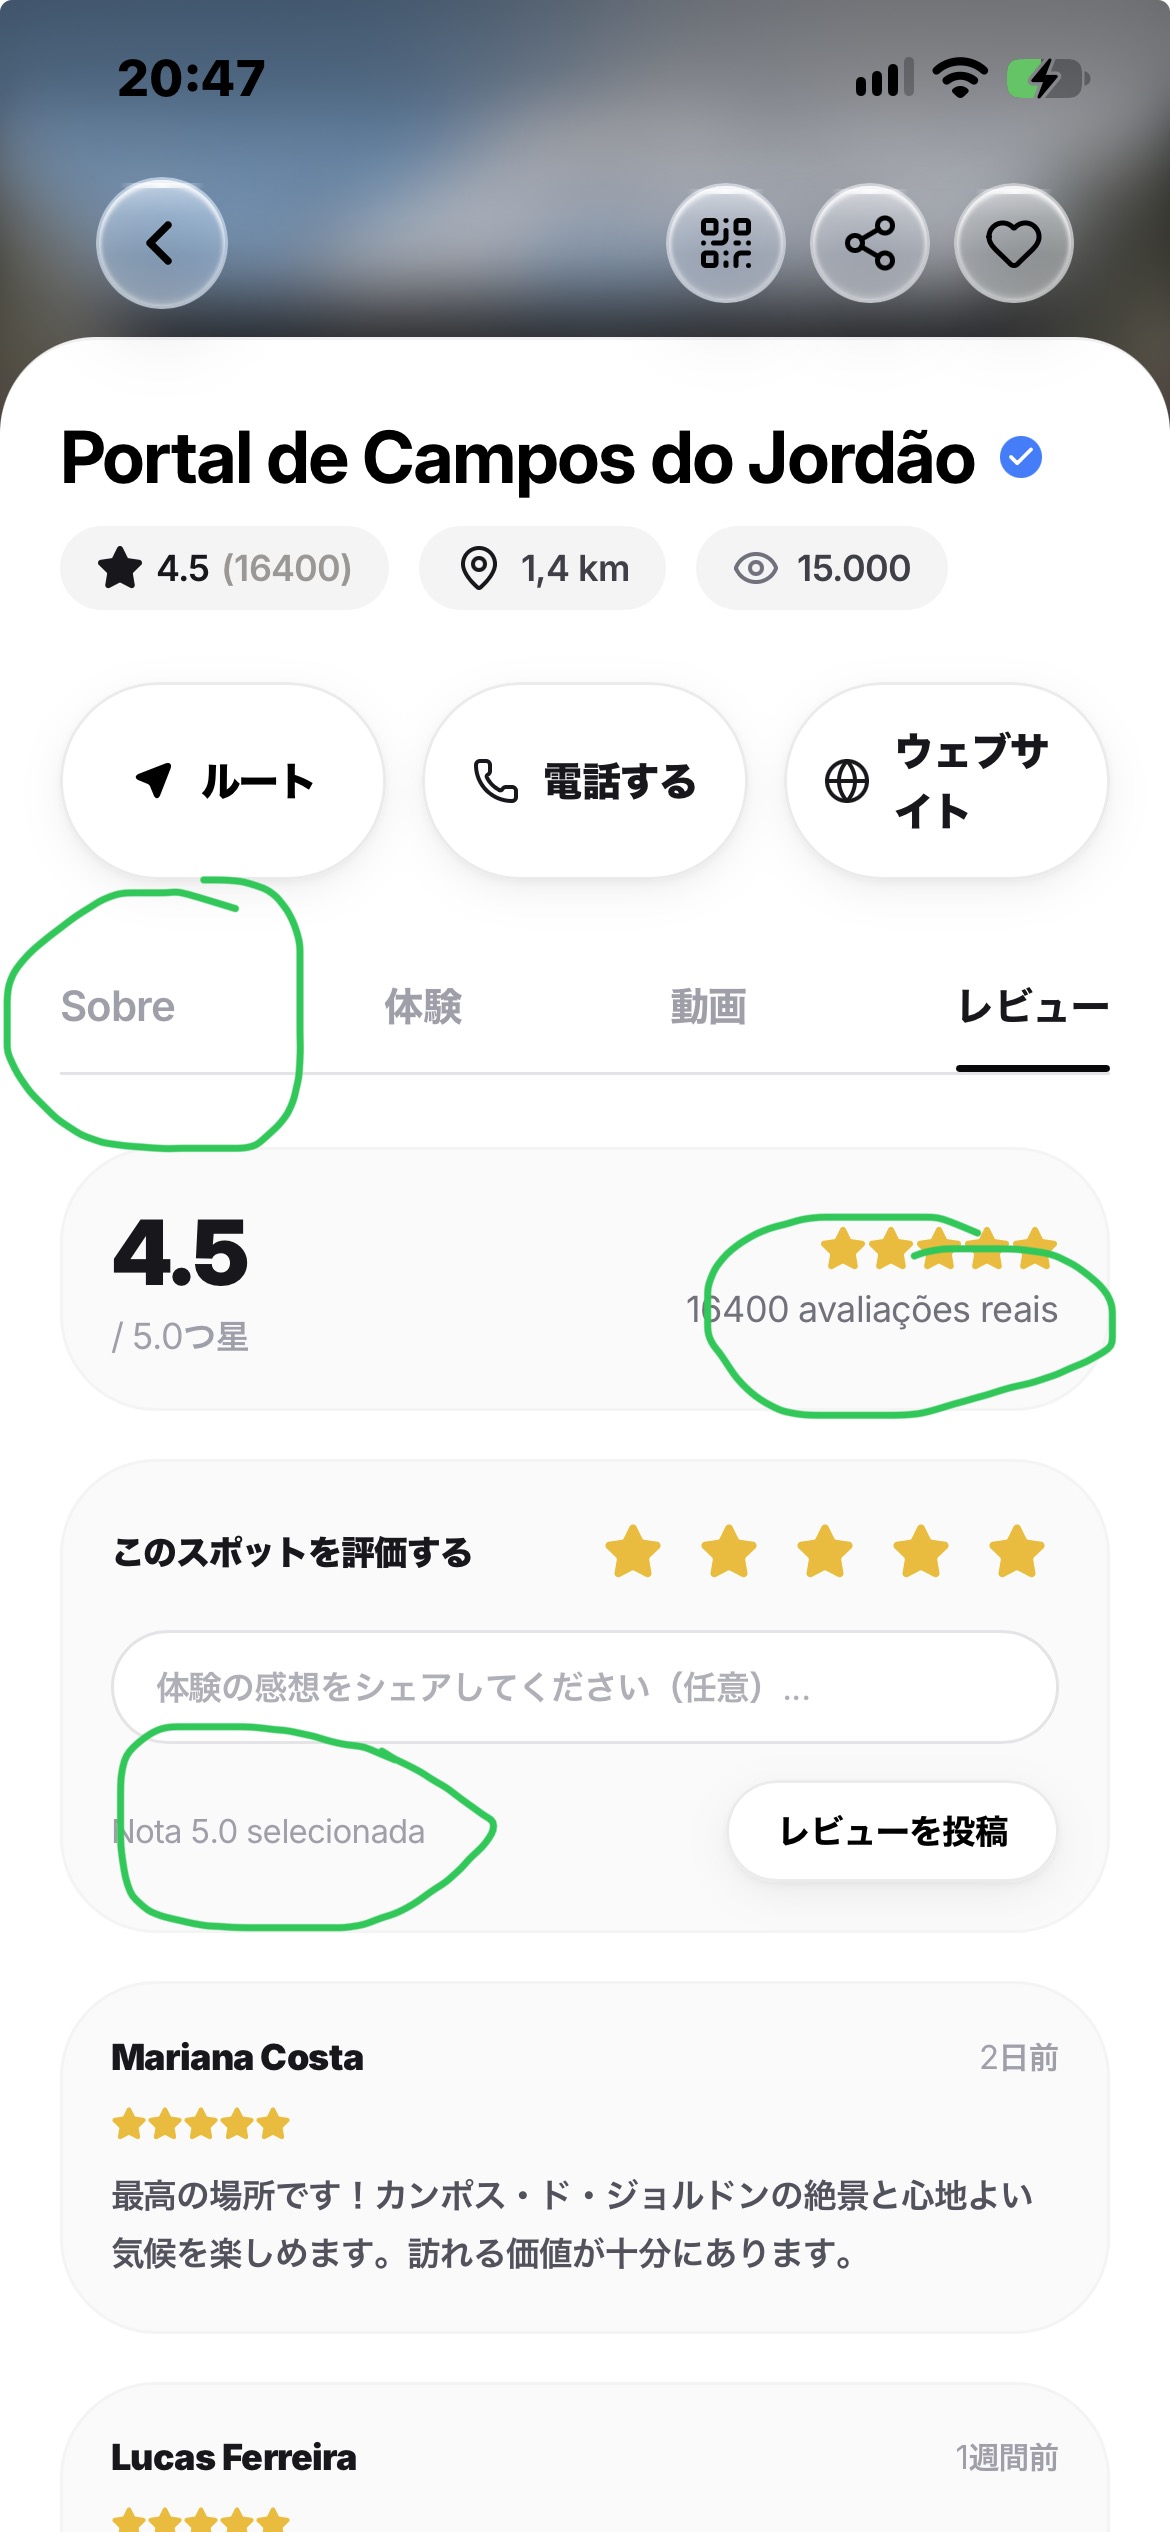 20:47
Portal de Campos do Jordão
4.5 (16400) 1,4 km 15.000
ルート 電話する ウェブサ
イト
Sobre 体験 動画 レビュー
4.5
/ 5.0つ星
16400 avaliações reais
このスポットを評価する
体験の感想をシェアしてください（任意）...
Nota 5.0 selecionada レビューを投稿
Mariana Costa 2日前
最高の場所です！カンポス・ド・ジョルドンの絶景と心地よい
気候を楽しめます。訪れる価値が十分にあります。
Lucas Ferreira 1週間前